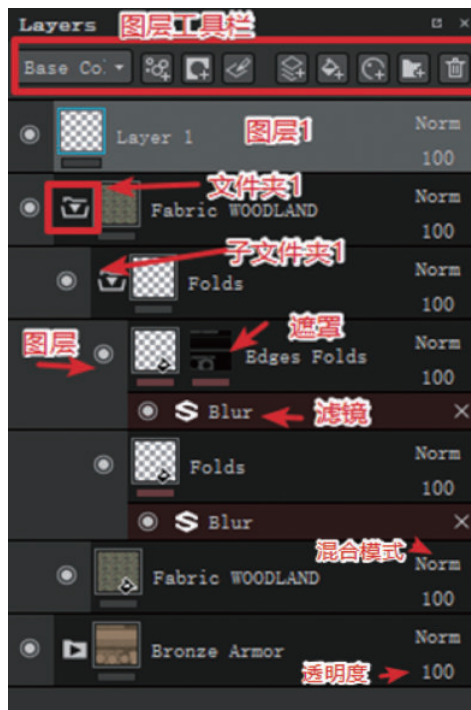 Layers 图层工具栏
Base Co.
Layer 1 图层1 Norm
100
文件夹1
Fabric WOODLAND Norm
100
子文件夹1
Folds Norm
100
图层 遮罩
Edges Folds Norm
100
Blur 滤镜
Folds Norm
100
Blur
混合模式
Fabric WOODLAND Norm
100
Bronze Armor Norm
透明度 100